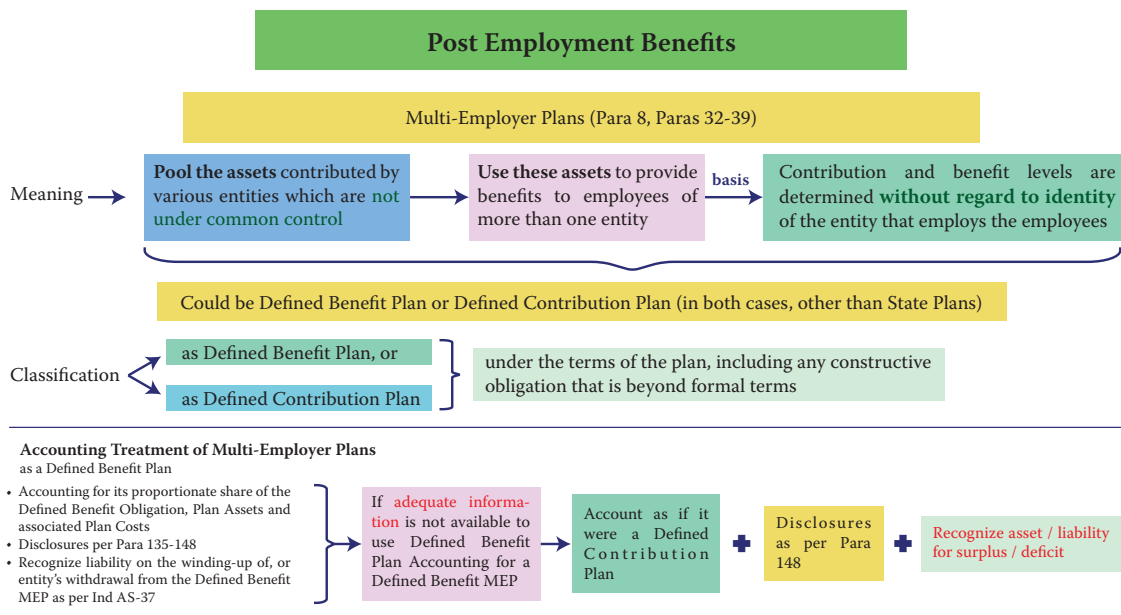 Post Employment Benefits
Multi-Employer Plans (Para 8, Paras 32-39)
Meaning
Pool the assets contributed by
various entities which are not
under common control
Use these assets to provide
benefits to employees of
more than one entity
basis
Contribution and benefit levels are
determined without regard to identity
of the entity that employs the employees
Could be Defined Benefit Plan or Defined Contribution Plan (in both cases, other than State Plans)
Classification
as Defined Benefit Plan, or
as Defined Contribution Plan
under the terms of the plan, including any constructive
obligation that is beyond formal terms
Accounting Treatment of Multi-Employer Plans
as a Defined Benefit Plan
• Accounting for its proportionate share of the
Defined Benefit Obligation, Plan Assets and
associated Plan Costs
• Disclosures per Para 135-148
• Recognize liability on the winding-up of, or
entity's withdrawal from the Defined Benefit
MEP as per Ind AS-37
If adequate informa-
tion is not available to
use Defined Benefit
Plan Accounting for a
Defined Benefit MEP
Account as if it
were a Defined
Contribution
Plan
Disclosures
as per Para
148
Recognize asset / liability
for surplus / deficit